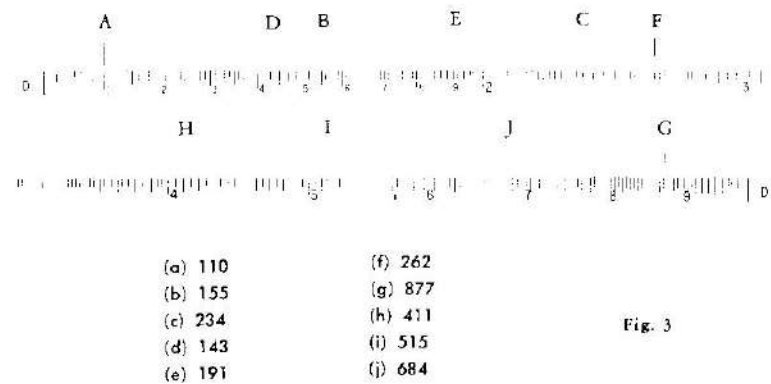 A D B E C F
D 2 3 4 5 6 7 8 9 2 3
H I J G
4 5 6 7 8 9 D
(a) 110 (f) 262
(b) 155 (g) 877
(c) 234 (h) 411
(d) 143 (i) 515
(e) 191 (j) 684
Fig. 3